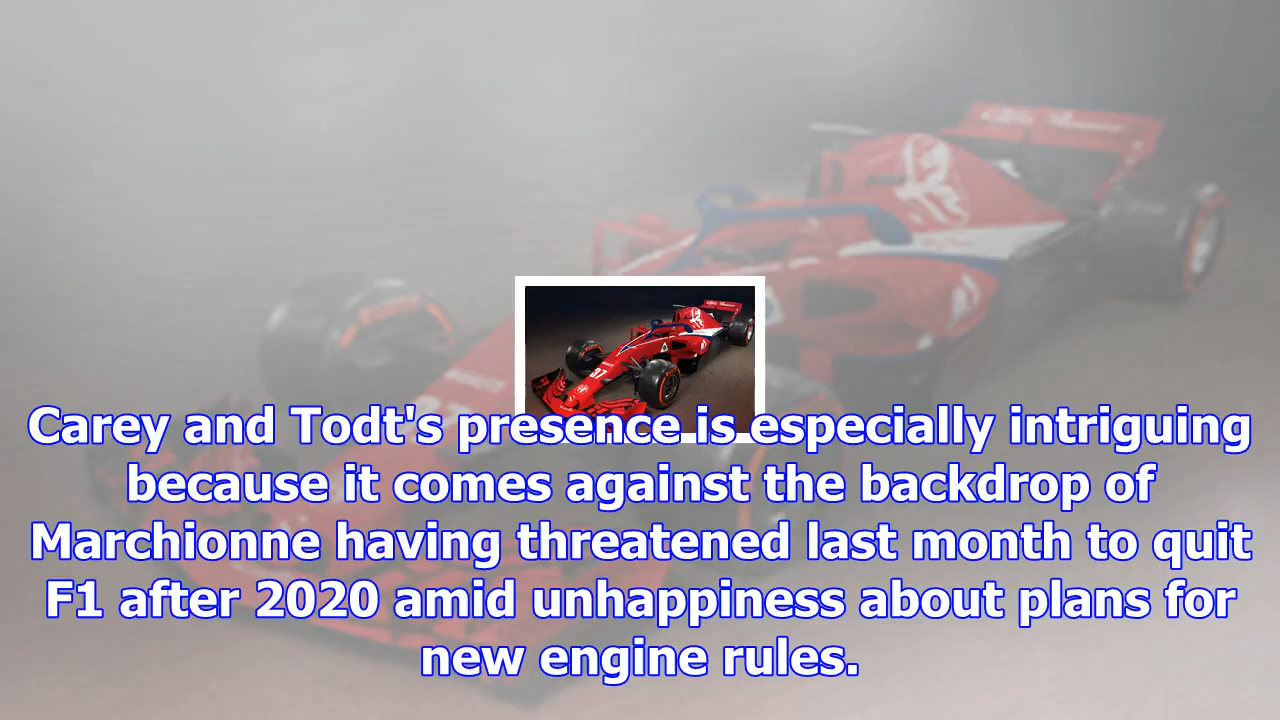 37
Carey and Todt's presence is especially intriguing
because it comes against the backdrop of
Marchionne having threatened last month to quit
F1 after 2020 amid unhappiness about plans for
new engine rules.